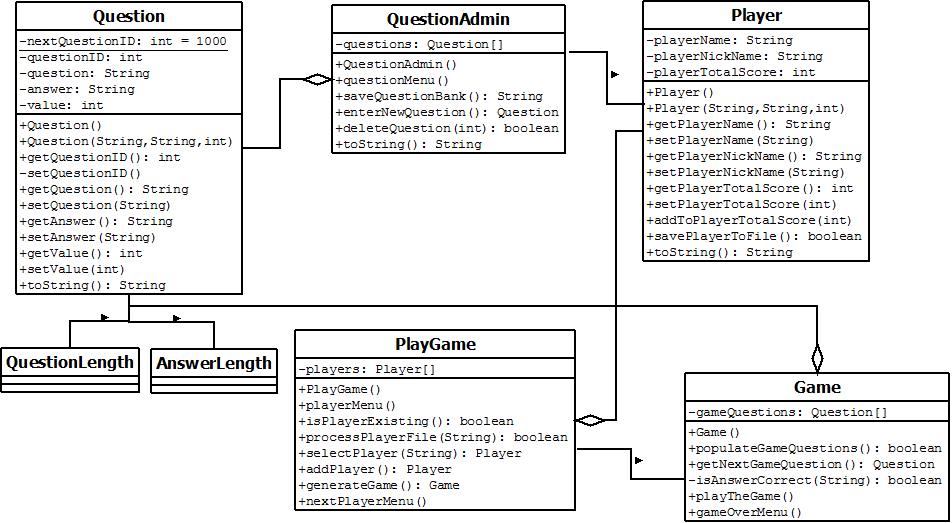 Question
-nextQuestionID: int = 1000
-questionID: int
-question: String
-answer: String
-value: int
+Question()
+Question(String,String,int)
+getQuestionID(): int
-setQuestionID()
+getQuestion(): String
+setQuestion(String)
+getAnswer(): String
+setAnswer(String)
+getValue(): int
+setValue(int)
+toString(): String
QuestionAdmin
-questions: Question[]
+QuestionAdmin()
+questionMenu()
+saveQuestionBank(): String
+enterNewQuestion(): Question
+deleteQuestion(int): boolean
+toString(): String
Player
-playerName: String
-playerNickName: String
-playerTotalScore: int
+Player()
+Player(String,String,int)
+getPlayerName(): String
+setPlayerName(String)
+getPlayerNickName(): String
+setPlayerNickName(String)
+getPlayerTotalScore(): int
+setPlayerTotalScore(int)
+addToPlayerTotalScore(int)
+savePlayerToFile(): boolean
+toString(): String
QuestionLength
AnswerLength
PlayGame
-players: Player[]
+PlayGame()
+playerMenu()
+isPlayerExisting(): boolean
+processPlayerFile(String): boolean
+selectPlayer(String): Player
+addPlayer(): Player
+generateGame(): Game
+nextPlayerMenu()
Game
-gameQuestions: Question[]
+Game()
+populateGameQuestions(): boolean
+getNextGameQuestion(): Question
-isAnswerCorrect(String): boolean
+playTheGame()
+gameOverMenu()